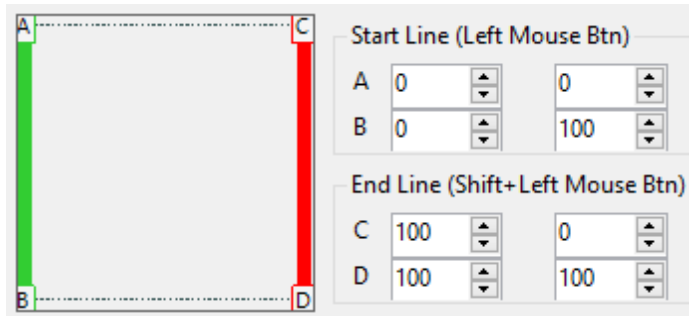 A C
B D
Start Line (Left Mouse Btn)
A 0 0
B 0 100
End Line (Shift+Left Mouse Btn)
C 100 0
D 100 100